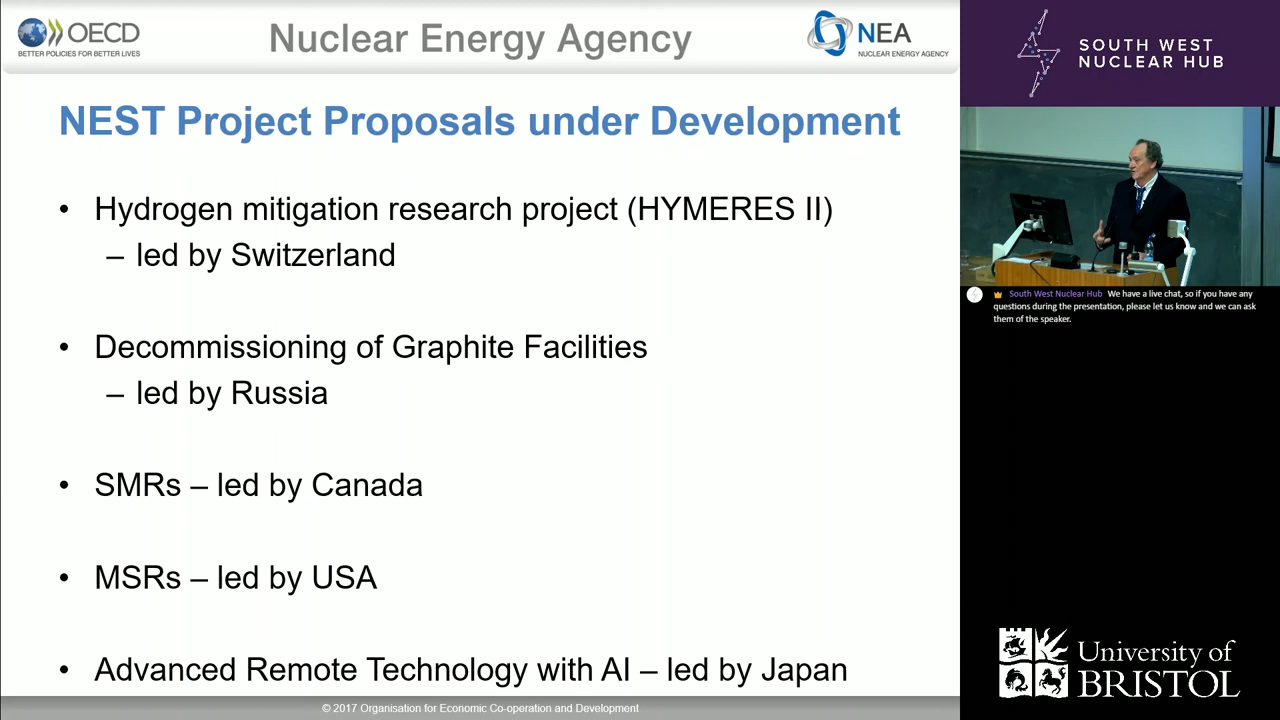 OECD
BETTER POLICIES FOR BETTER LIVES
Nuclear Energy Agency
NEA
NUCLEAR ENERGY AGENCY
NEST Project Proposals under Development
• Hydrogen mitigation research project (HYMERES II)
– led by Switzerland
• Decommissioning of Graphite Facilities
– led by Russia
• SMRs – led by Canada
• MSRs – led by USA
• Advanced Remote Technology with AI – led by Japan
© 2017 Organisation for Economic Co-operation and Development
SOUTH WEST
NUCLEAR HUB
South West Nuclear Hub We have a live chat, so if you have any
questions during the presentation, please let us know and we can ask
them of the speaker.
University of
BRISTOL